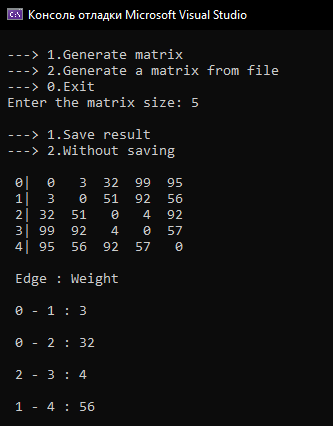 Консоль отладки Microsoft Visual Studio
---> 1.Generate matrix
---> 2.Generate a matrix from file
---> 0.Exit
Enter the matrix size: 5
---> 1.Save result
---> 2.Without saving
0| 0 3 32 99 95
1| 3 0 51 92 56
2| 32 51 0 4 92
3| 99 92 4 0 57
4| 95 56 92 57 0
Edge : Weight
0 - 1 : 3
0 - 2 : 32
2 - 3 : 4
1 - 4 : 56